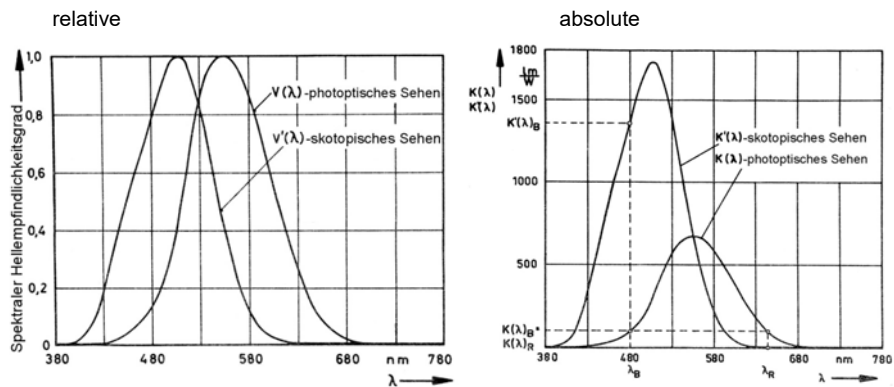 relative
absolute
Spektraler Hellempfindlichkeitsgrad
1,0
0,8
0,6
0,4
0,2
0
V(λ)-photoptisches Sehen
V'(λ)-skotopisches Sehen
380 480 580 680 nm 780
λ
1800
lm
W
K(λ)
K'(λ)
1500
K'(λ)B
1000
500
K(λ)B*
K(λ)R
K'(λ)-skotopisches Sehen
K(λ)-photoptisches Sehen
380 480 580 680 nm 780
λB λR λ